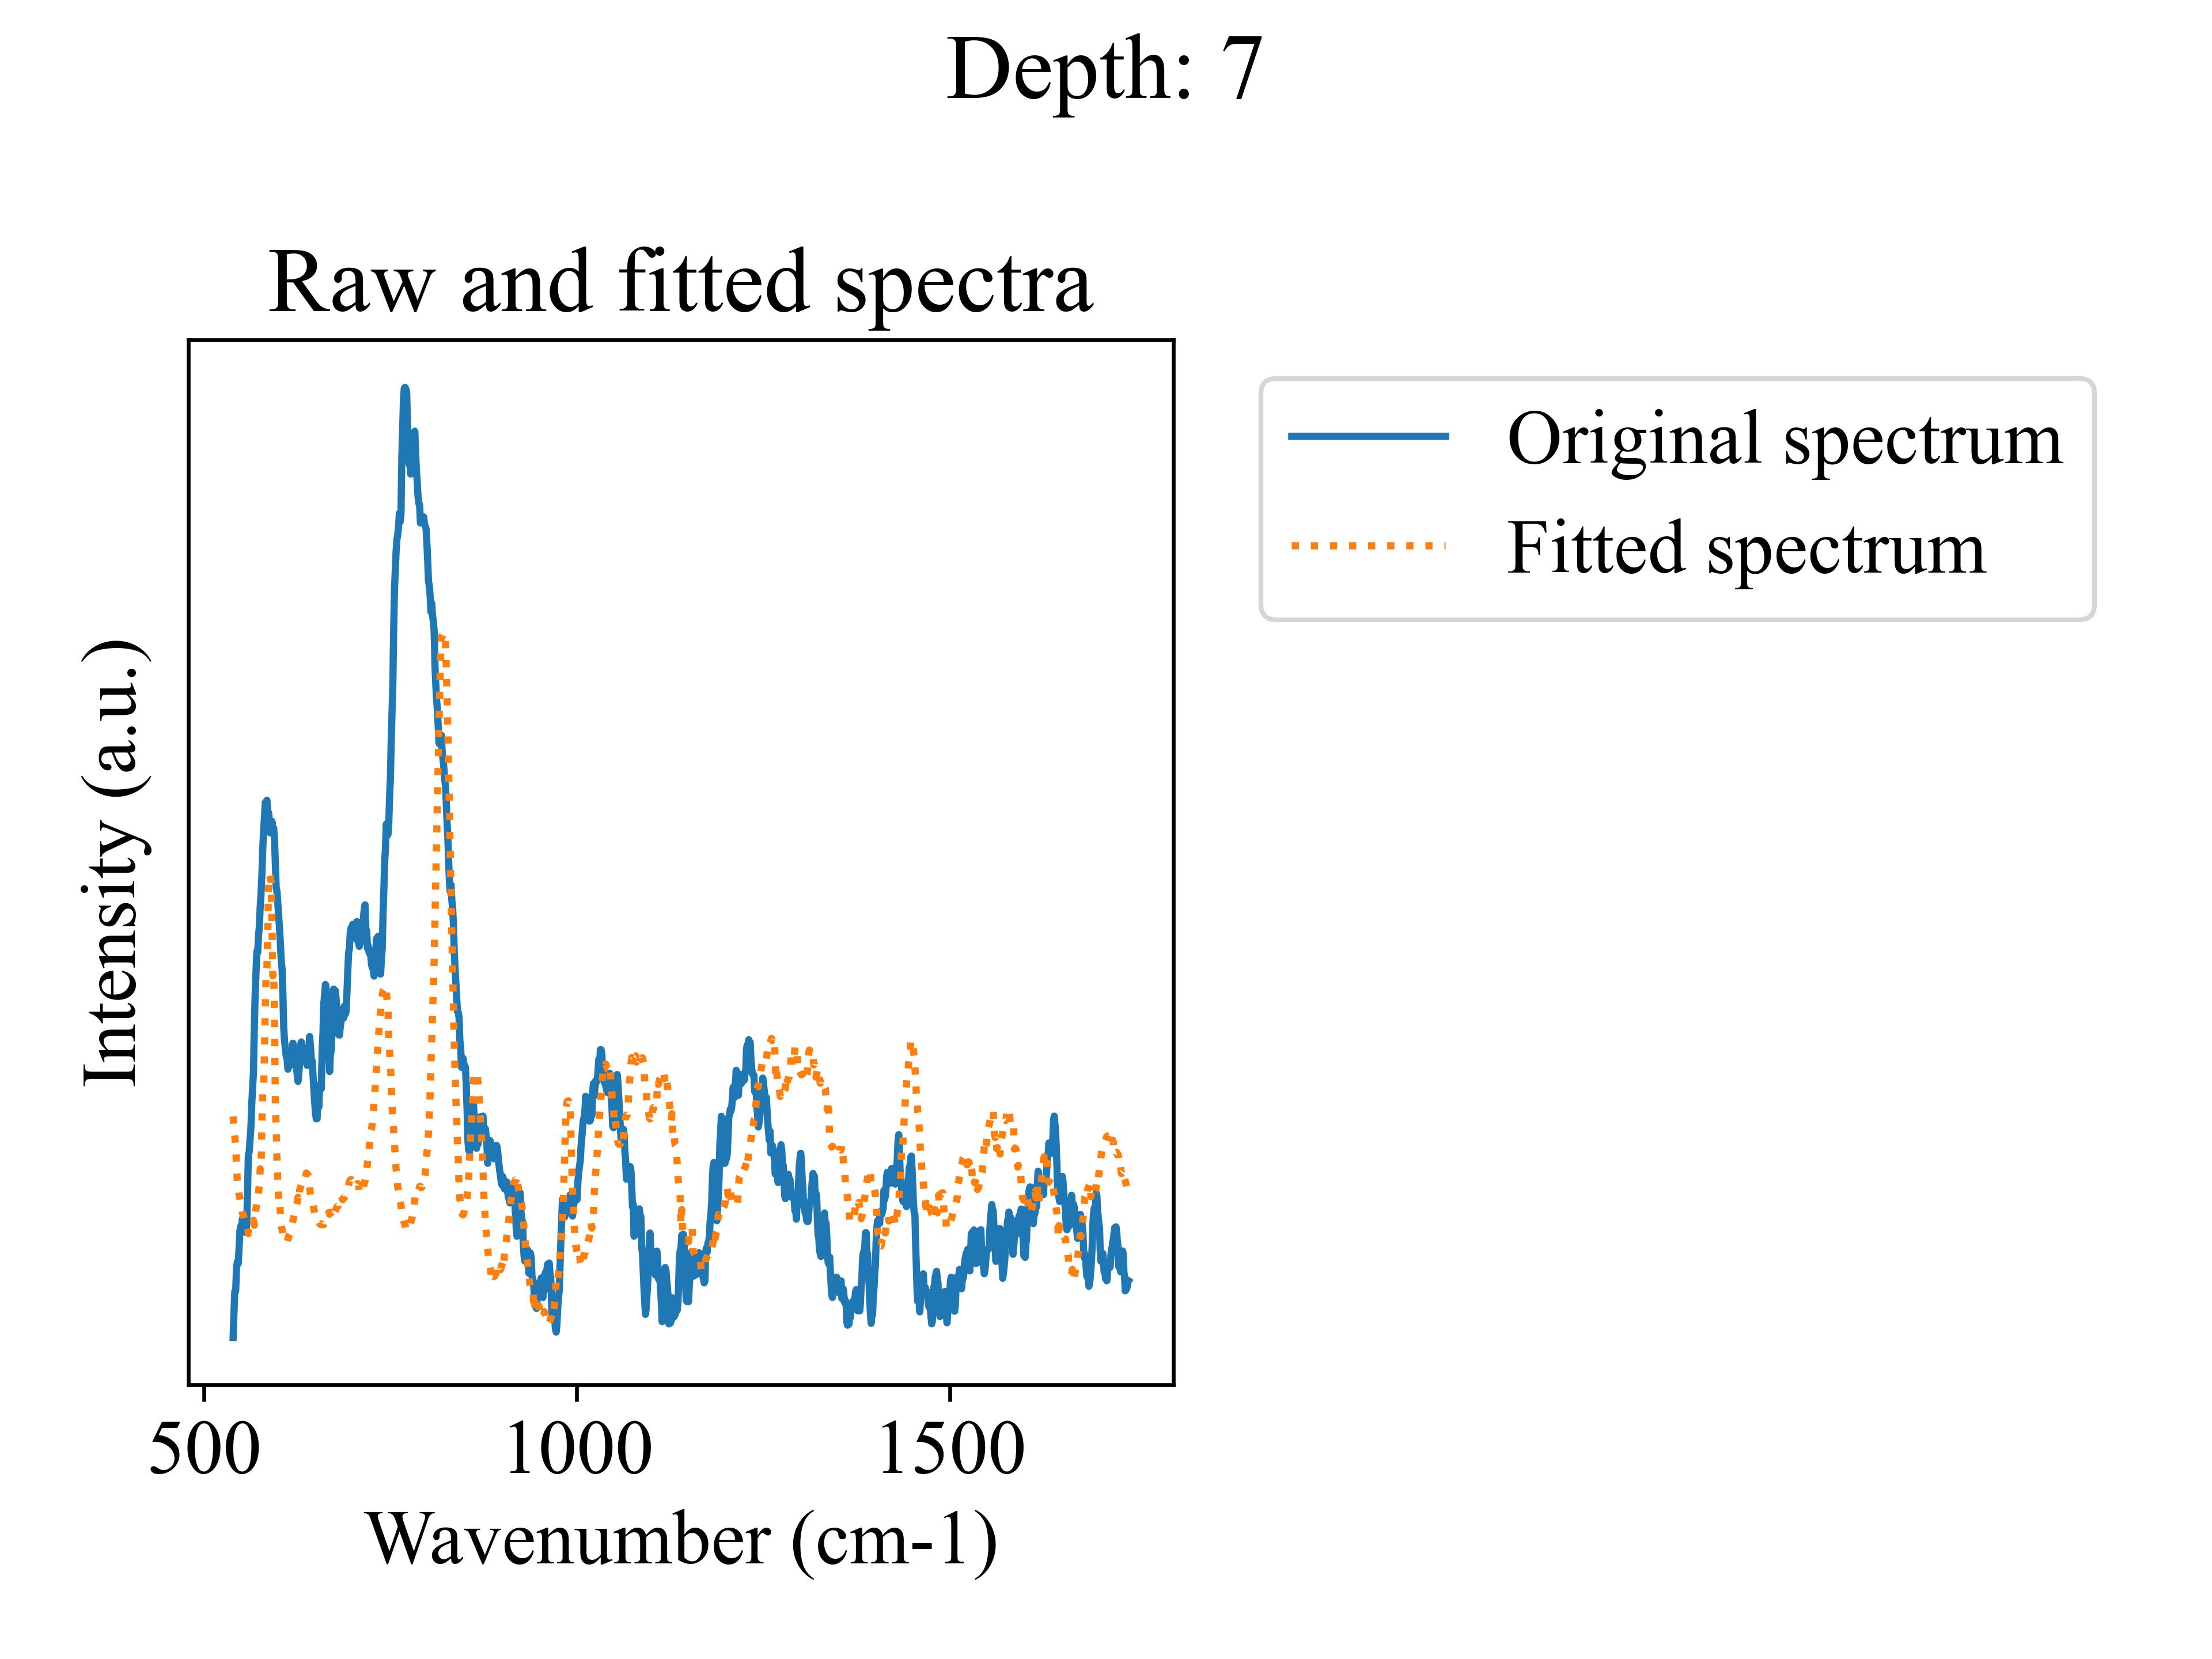 Depth: 7
Raw and fitted spectra
Original spectrum
Fitted spectrum
Intensity (a.u.)
500 1000 1500
Wavenumber (cm-1)